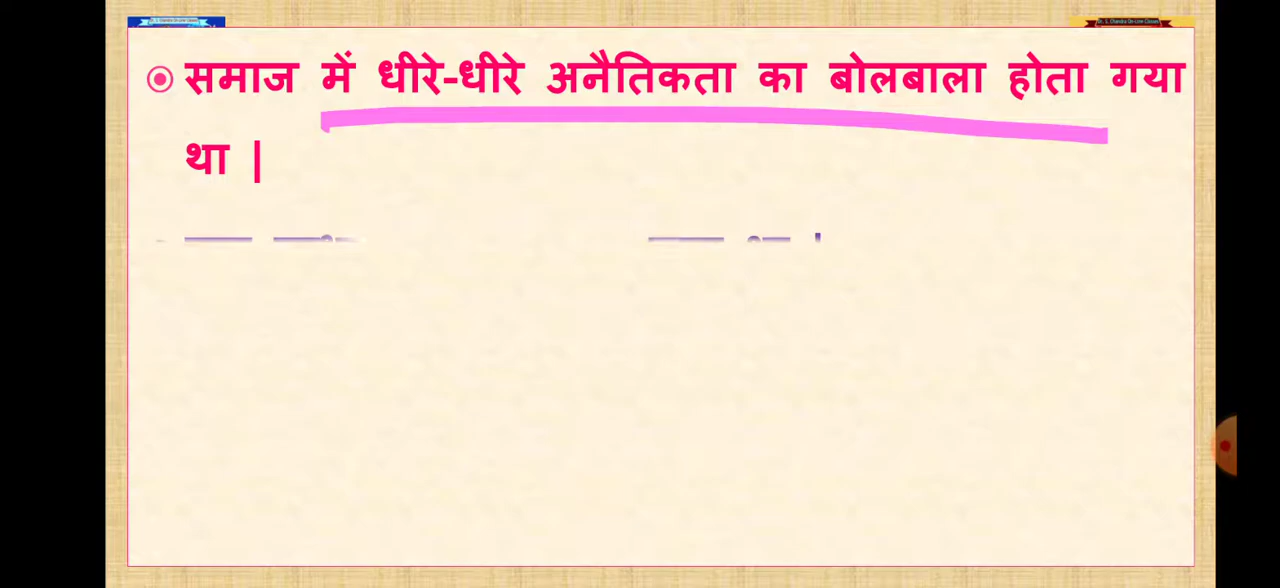 समाज में धीरे-धीरे अनैतिकता का बोलबाला होता गया
था |